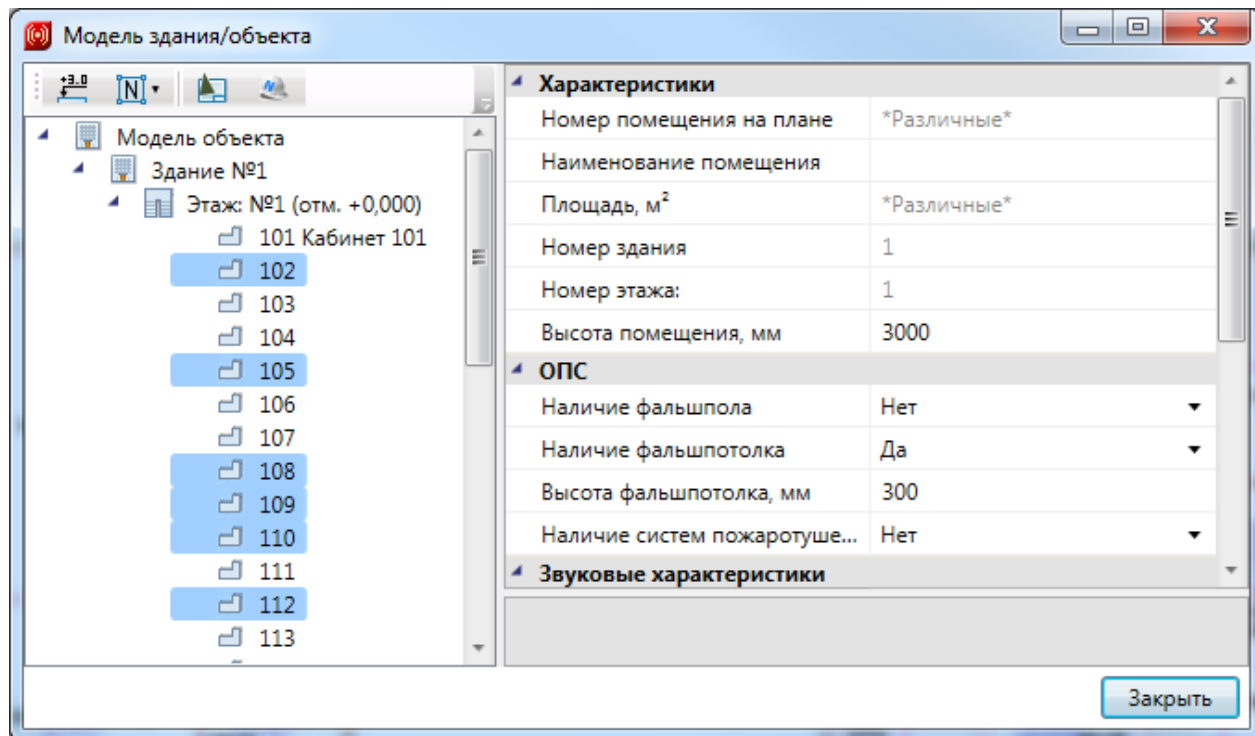 Модель здания/объекта
+3.0
N
Модель объекта
Здание №1
Этаж: №1 (отм. +0,000)
101 Кабинет 101
102
103
104
105
106
107
108
109
110
111
112
113
Характеристики
Номер помещения на плане *Различные*
Наименование помещения
Площадь, м² *Различные*
Номер здания 1
Номер этажа: 1
Высота помещения, мм 3000
ОПС
Наличие фальшпола Нет
Наличие фальшпотолка Да
Высота фальшпотолка, мм 300
Наличие систем пожаротуше... Нет
Звуковые характеристики
Закрыть